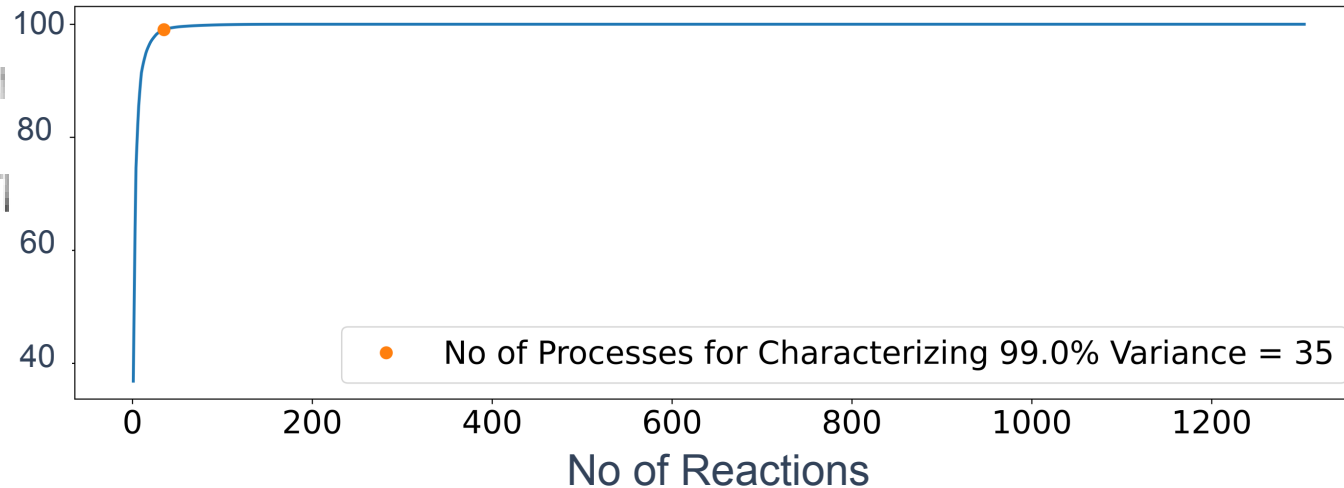 100
80
60
40
No of Processes for Characterizing 99.0% Variance = 35
0 200 400 600 800 1000 1200
No of Reactions